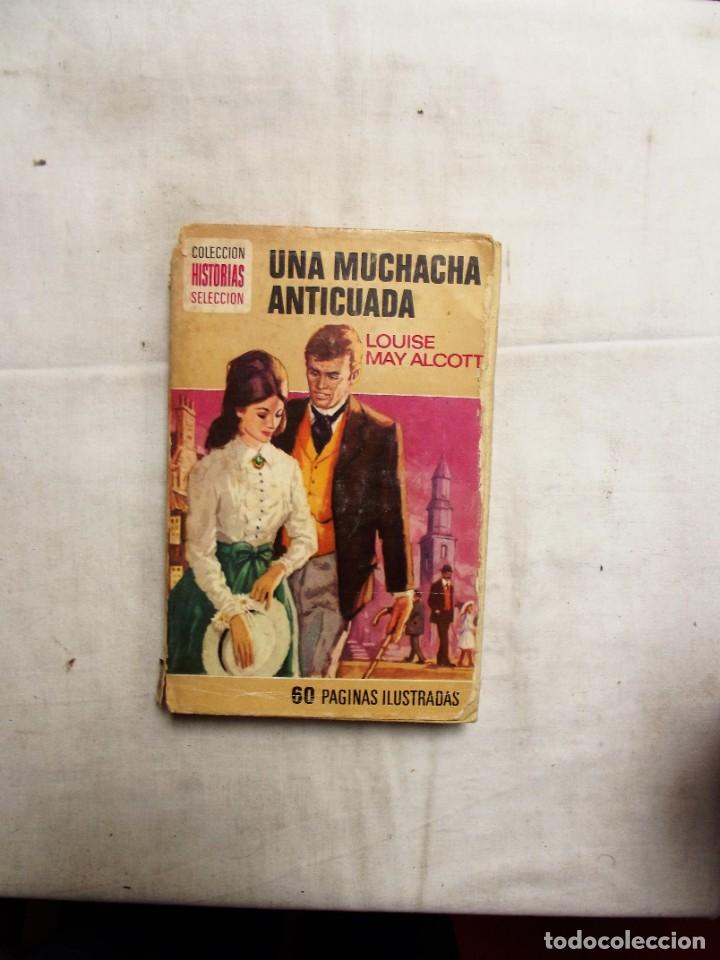 COLECCION
HISTORIAS
SELECCION
UNA MUCHACHA
ANTICUADA
LOUISE
MAY ALCOTT
60 PAGINAS ILUSTRADAS
todocoleccion